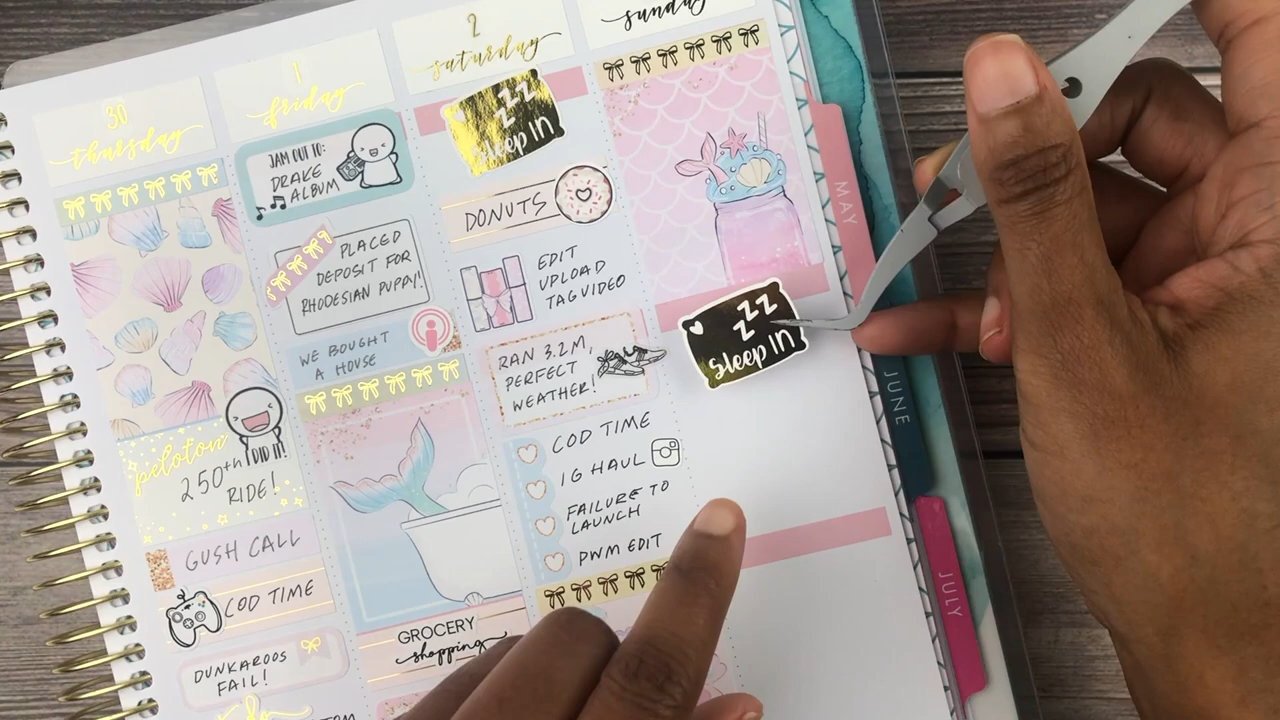 30
thursday
peloton
250th
I DID IT!
RIDE!
GUSH CALL
COD TIME
DUNKAROOS
FAIL!
1
friday
JAM OUT TO:
DRAKE
ALBUM
PLACED
DEPOSIT FOR
RHODESIAN PUPPY!
WE BOUGHT
A HOUSE
GROCERY
shopping
2
saturday
ZZZ
Sleep IN
DONUTS
EDIT
UPLOAD
TAG VIDEO
RAN 3.2M,
PERFECT
WEATHER!
COD TIME
IG HAUL
FAILURE TO
LAUNCH
PWM EDIT
sunday
ZZZ
Sleep IN
MAY
JUNE
JULY